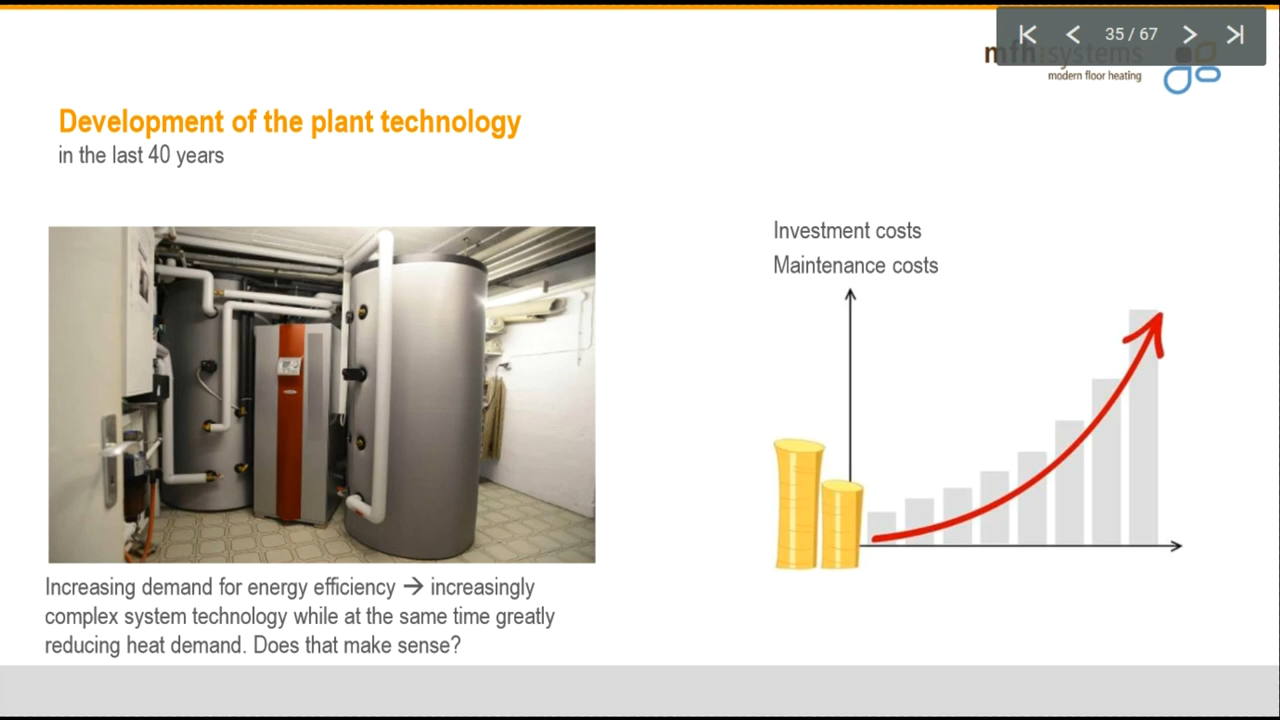 35 / 67
mfh systems
modern floor heating
Development of the plant technology
in the last 40 years
Investment costs
Maintenance costs
Increasing demand for energy efficiency → increasingly
complex system technology while at the same time greatly
reducing heat demand. Does that make sense?